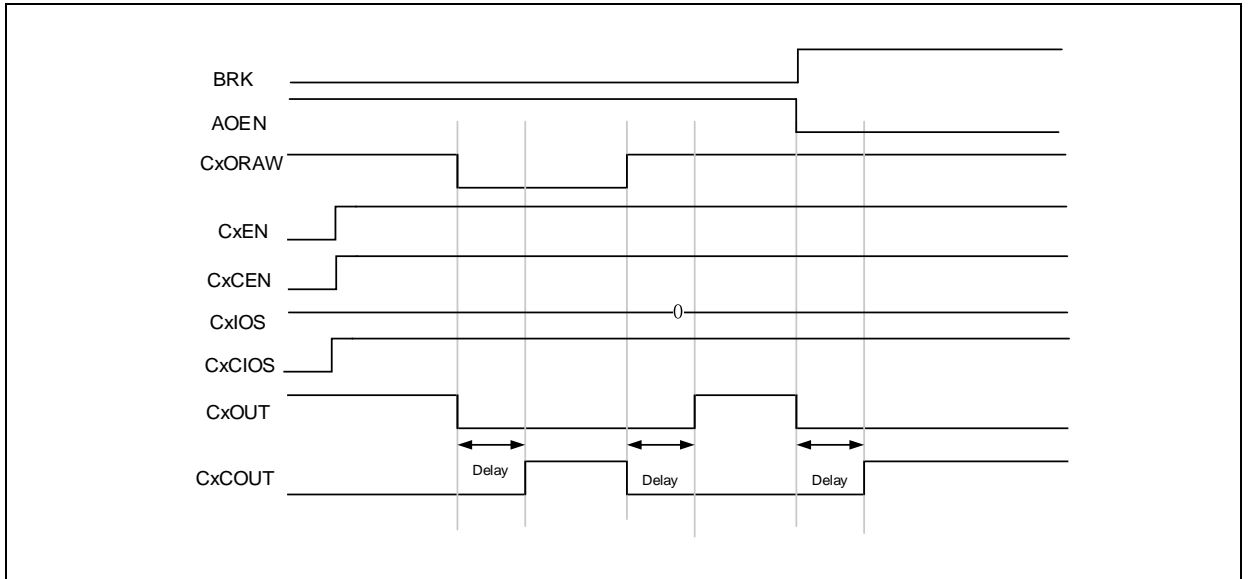 BRK
AOEN
CxORAW
CxEN
CxCEN
CxIOS
0
CxCIOS
CxOUT
Delay
Delay
Delay
CxCOUT